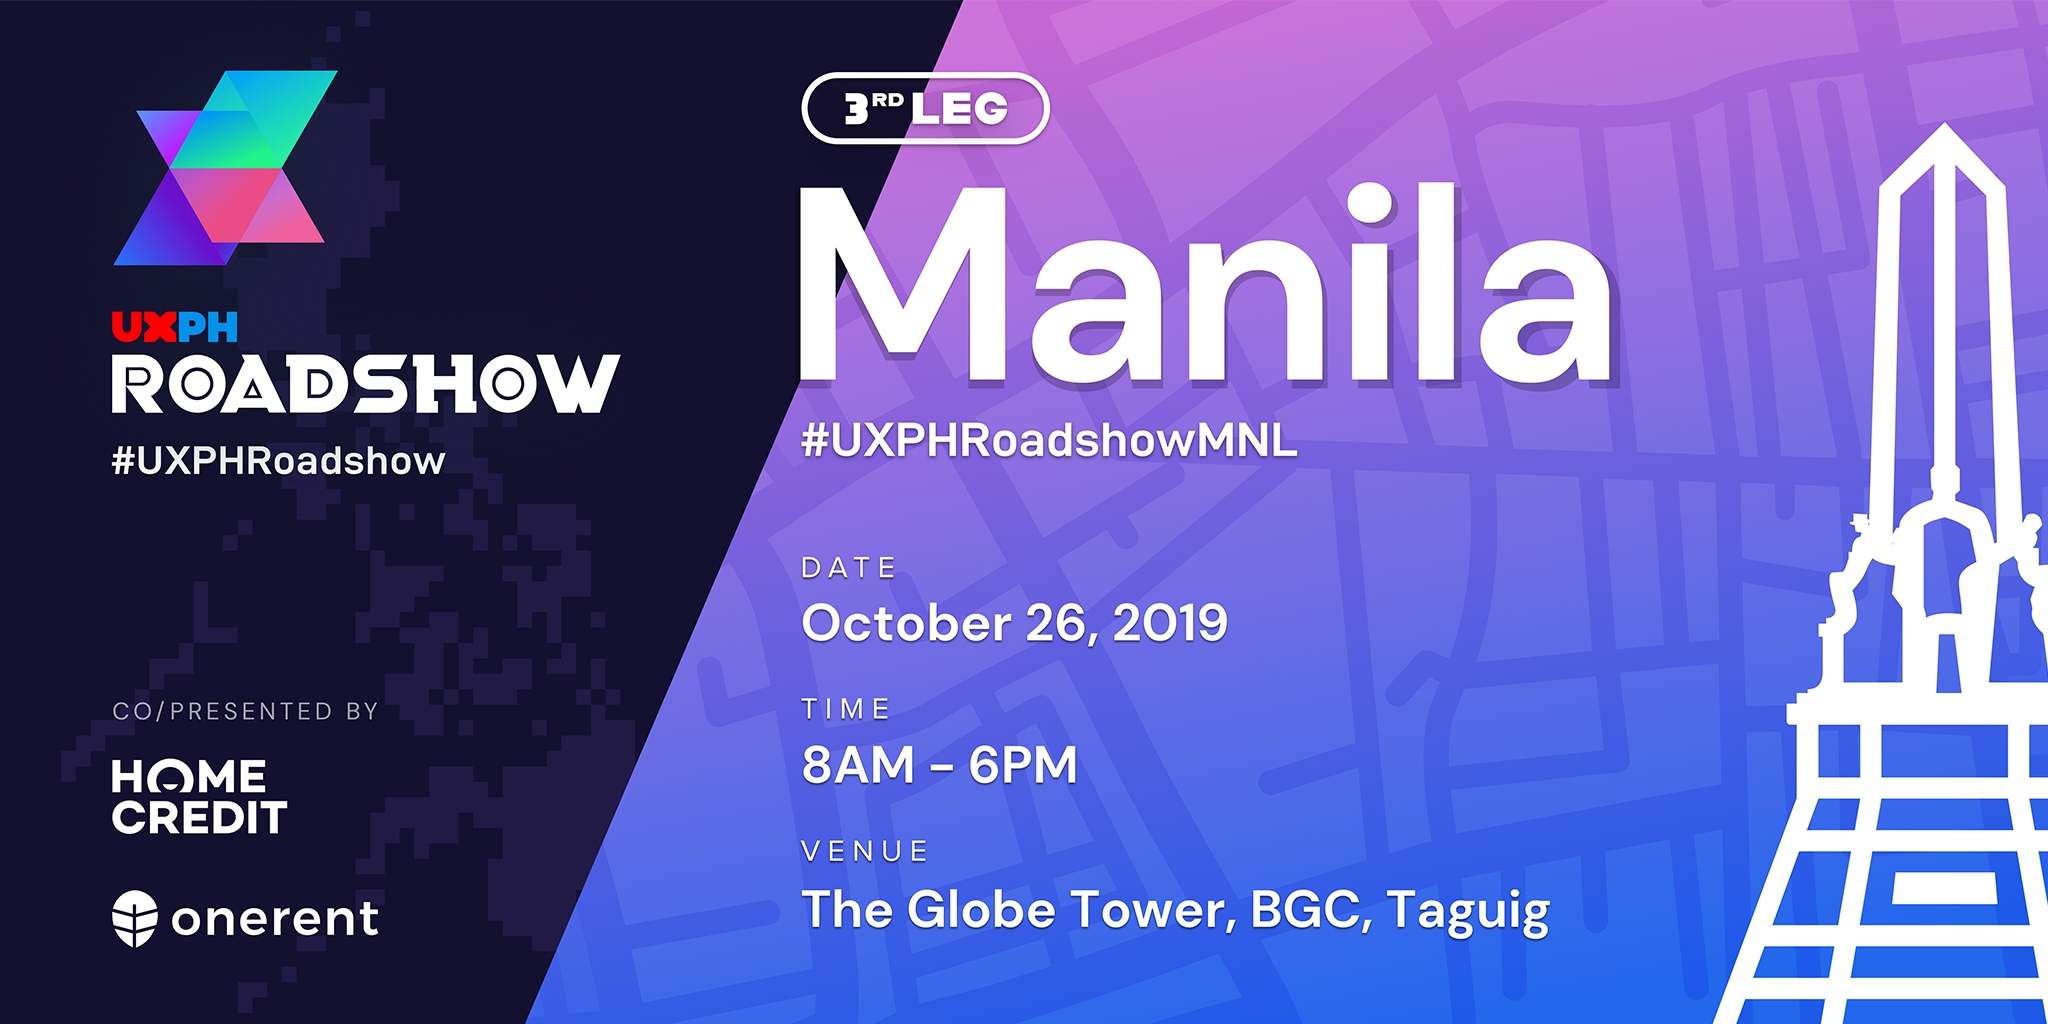 UXPH
ROADSHOW
#UXPHRoadshow
CO/PRESENTED BY
HOME
CREDIT
onerent
3RD LEG
Manila
#UXPHRoadshowMNL
DATE
October 26, 2019
TIME
8AM – 6PM
VENUE
The Globe Tower, BGC, Taguig